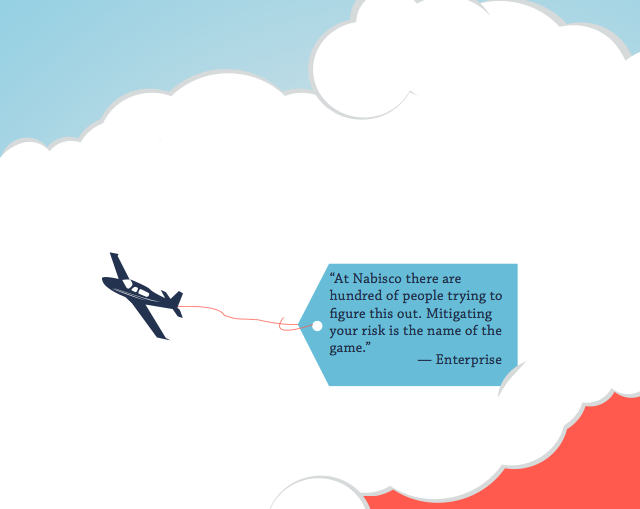 “At Nabisco there are
hundred of people trying to
figure this out. Mitigating
your risk is the name of the
game.”
— Enterprise